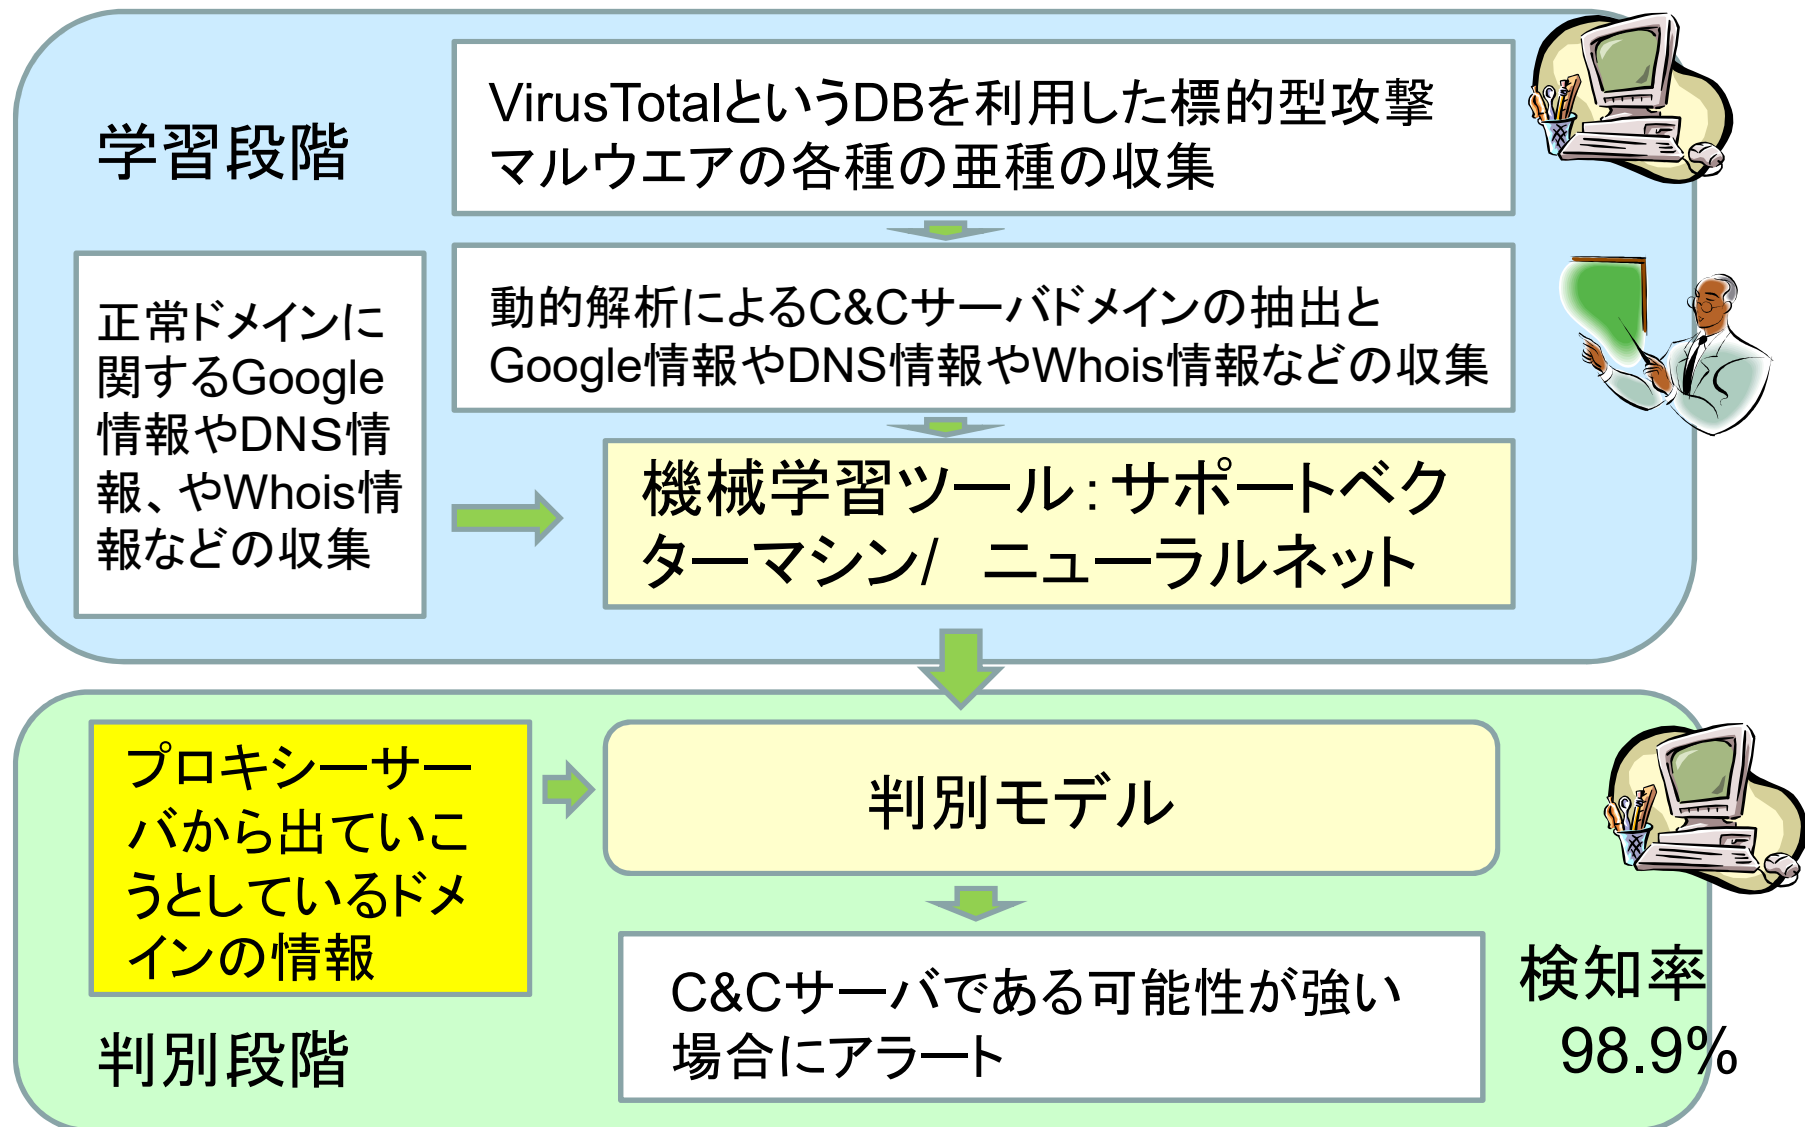 学習段階
VirusTotalというDBを利用した標的型攻撃
マルウエアの各種の亜種の収集
正常ドメインに
関するGoogle
情報やDNS情
報、やWhois情
報などの収集
動的解析によるC&Cサーバドメインの抽出と
Google情報やDNS情報やWhois情報などの収集
機械学習ツール:サポートベク
ターマシン/ ニューラルネット
プロキシーサー
バから出ていこ
うとしているドメ
インの情報
判別モデル
C&Cサーバである可能性が強い
場合にアラート
検知率
98.9%
判別段階